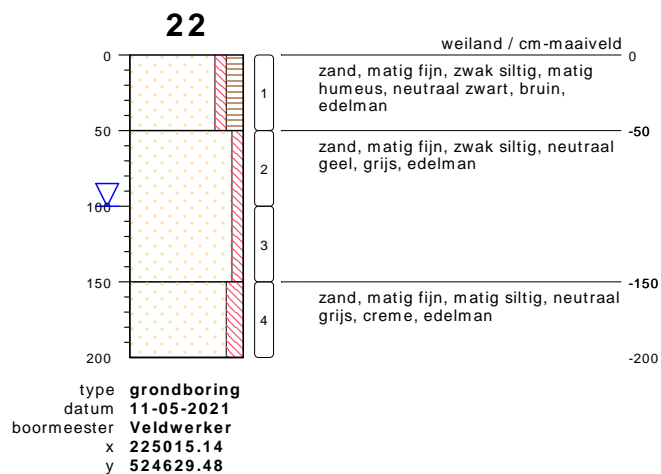 22
weiland / cm-maaiveld
0
0
zand, matig fijn, zwak siltig, matig
humeus, neutraal zwart, bruin,
edelman
1
50
-50
zand, matig fijn, zwak siltig, neutraal
geel, grijs, edelman
2
100
3
150
-150
zand, matig fijn, matig siltig, neutraal
grijs, creme, edelman
4
200
-200
type grondboring
datum 11-05-2021
boormeester Veldwerker
x 225015.14
y 524629.48